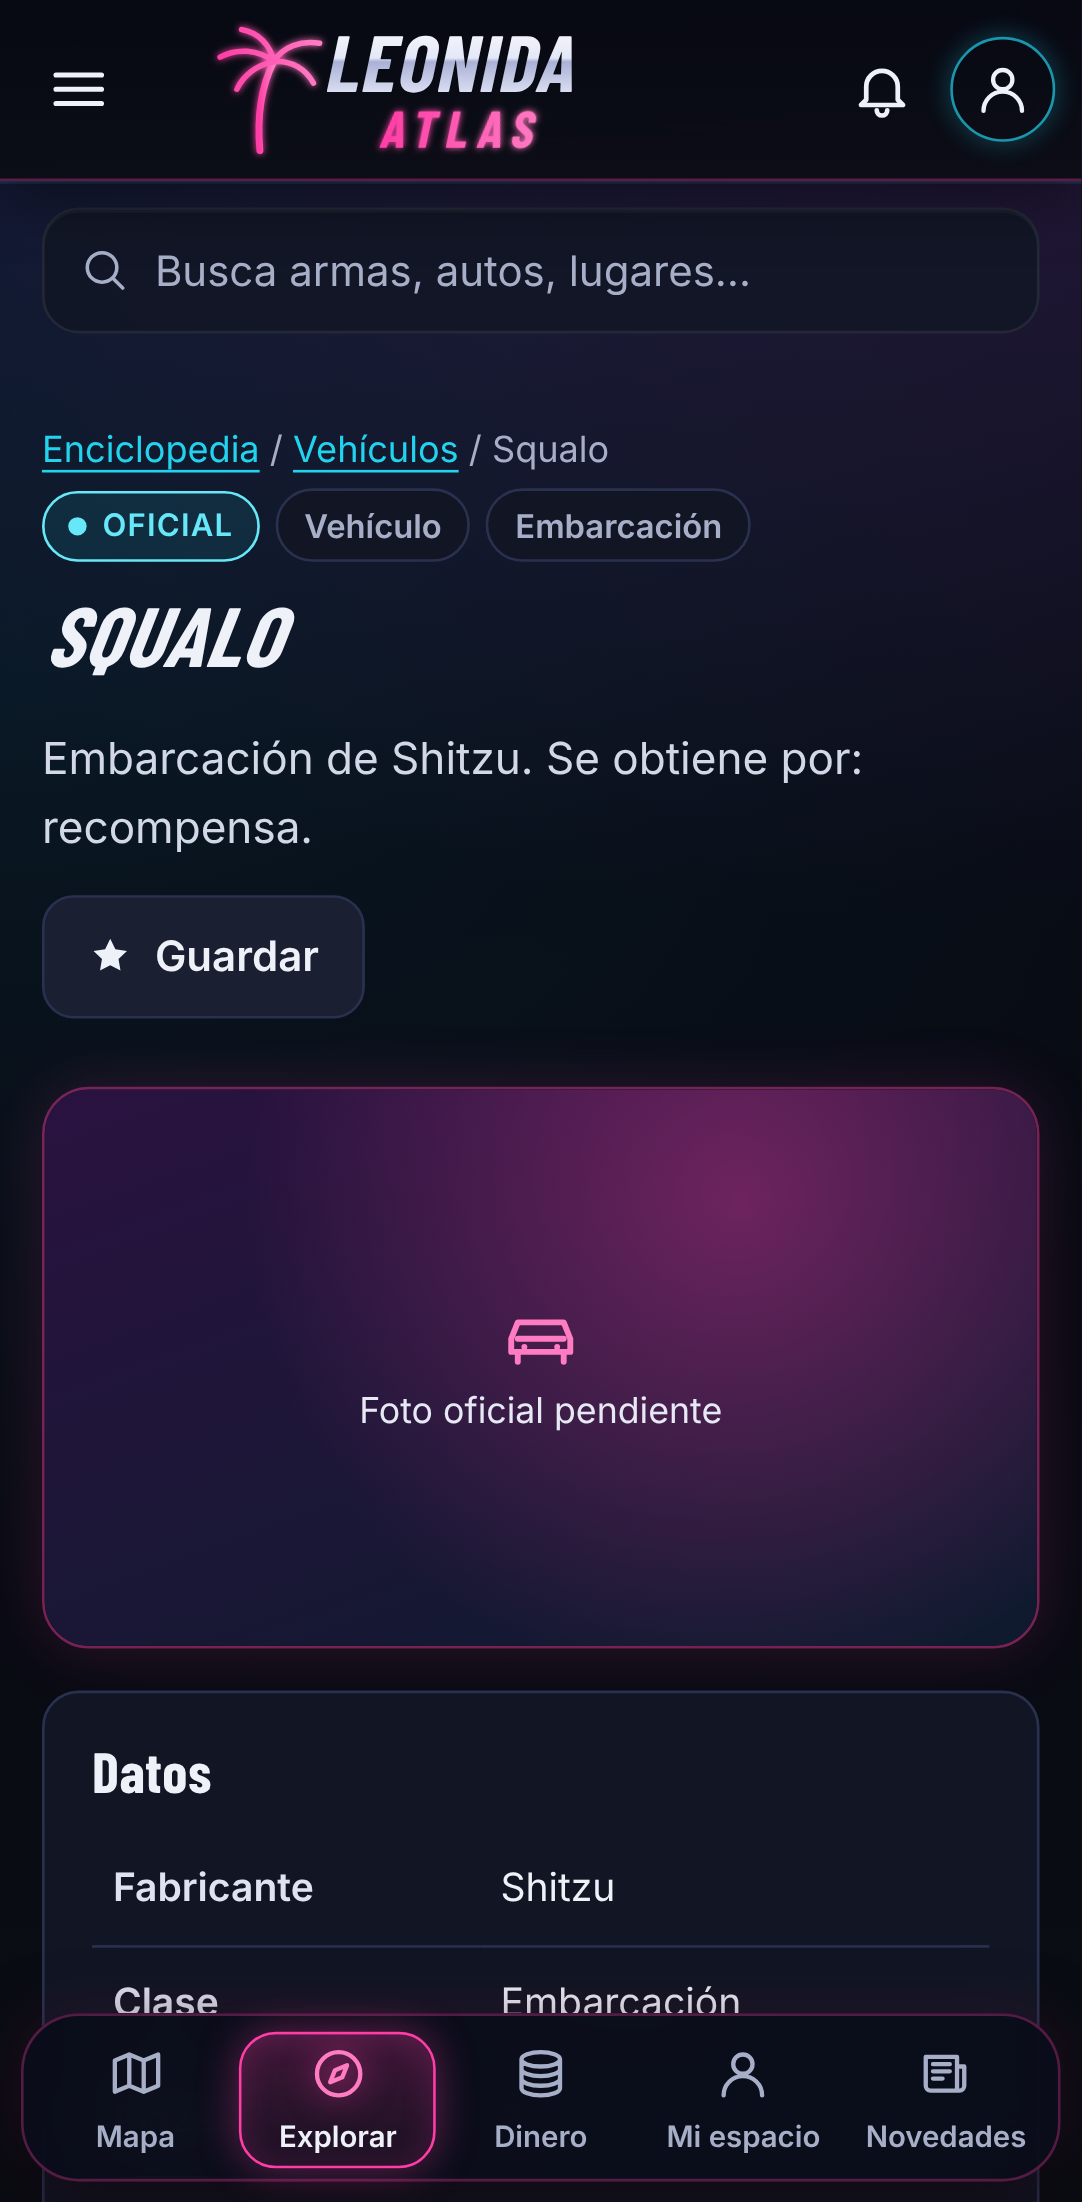 LEONIDA
ATLAS
Busca armas, autos, lugares...
Enciclopedia / Vehículos / Squalo
OFICIAL
Vehículo
Embarcación
SQUALO
Embarcación de Shitzu. Se obtiene por:
recompensa.
Guardar
Foto oficial pendiente
Datos
Fabricante Shitzu
Clase Embarcación
Mapa
Explorar
Dinero
Mi espacio
Novedades